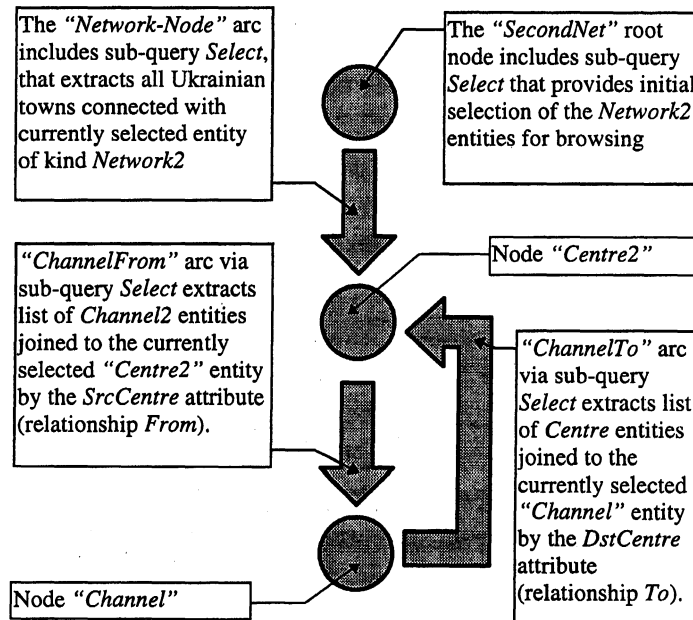 The "Network-Node" arc
includes sub-query Select,
that extracts all Ukrainian
towns connected with
currently selected entity
of kind Network2
The "SecondNet" root
node includes sub-query
Select that provides initial
selection of the Network2
entities for browsing
"ChannelFrom" arc via
sub-query Select extracts
list of Channel2 entities
joined to the currently
selected "Centre2" entity
by the SrcCentre attribute
(relationship From).
Node "Centre2"
"ChannelTo" arc
via sub-query
Select extracts list
of Centre entities
joined to the
currently selected
"Channel" entity
by the DstCentre
attribute
(relationship To).
Node "Channel"